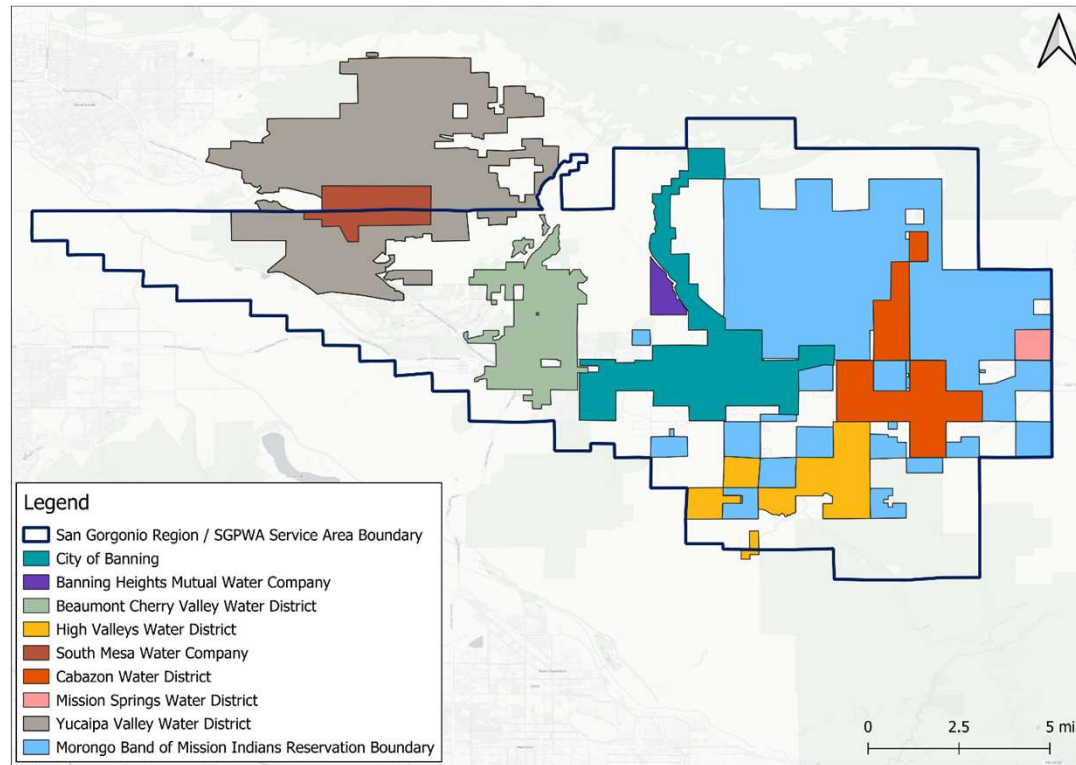 Legend
San Gorgonio Region / SGPWA Service Area Boundary
City of Banning
Banning Heights Mutual Water Company
Beaumont Cherry Valley Water District
High Valleys Water District
South Mesa Water Company
Cabazon Water District
Mission Springs Water District
Yucaipa Valley Water District
Morongo Band of Mission Indians Reservation Boundary
0 2.5 5 mi